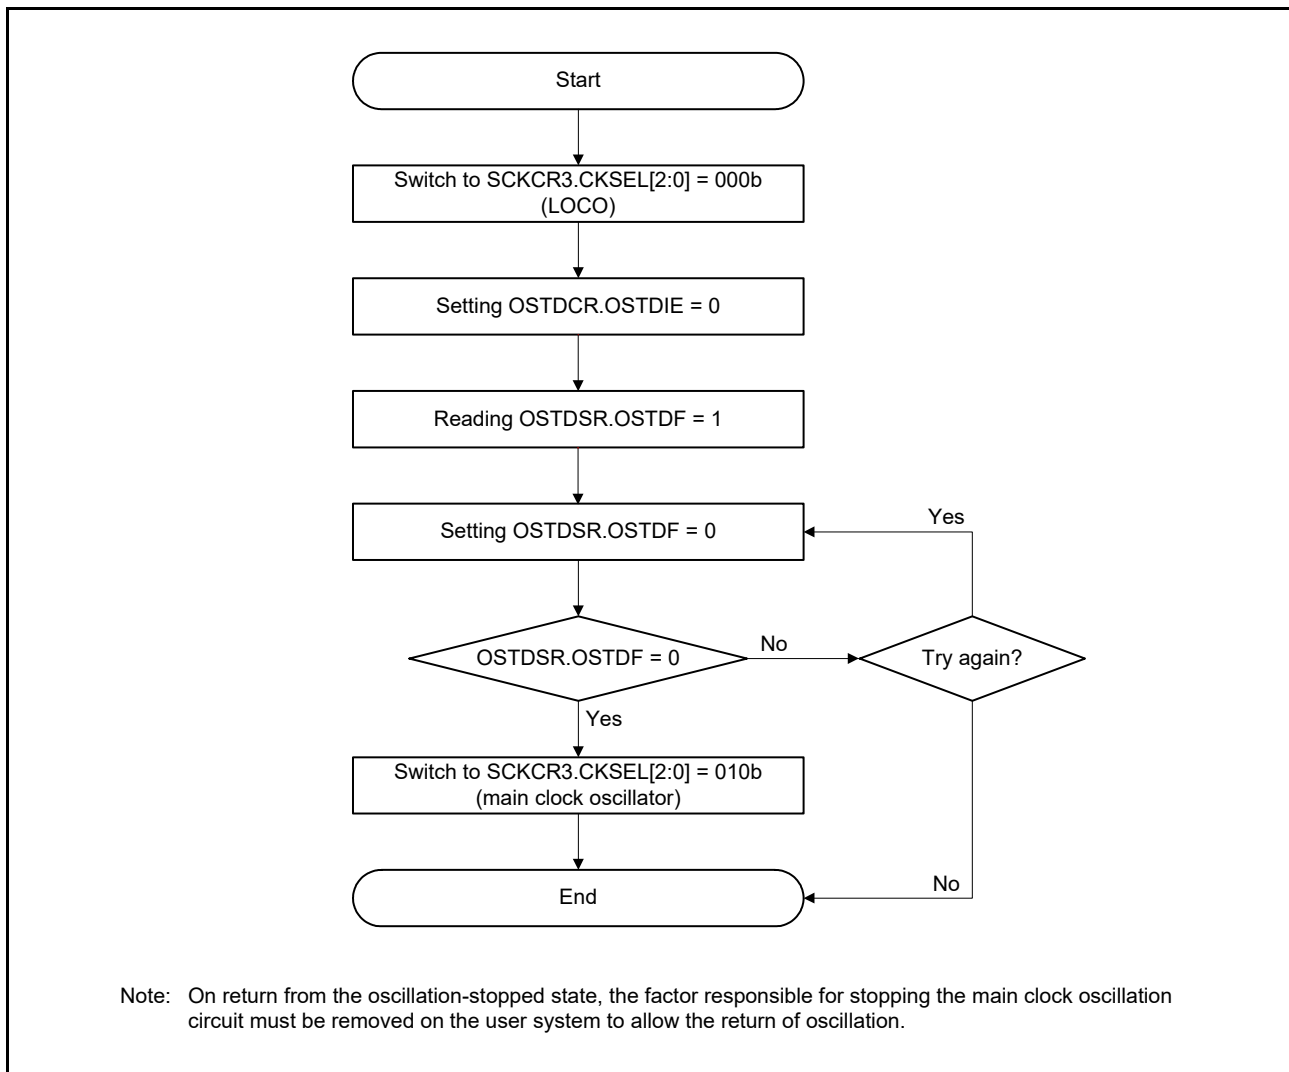 Start
Switch to SCKCR3.CKSEL[2:0] = 000b
(LOCO)
Setting OSTDCR.OSTDIE = 0
Reading OSTDSR.OSTDF = 1
Setting OSTDSR.OSTDF = 0
Yes
OSTDSR.OSTDF = 0
No
Try again?
Yes
Switch to SCKCR3.CKSEL[2:0] = 010b
(main clock oscillator)
No
End
Note: On return from the oscillation-stopped state, the factor responsible for stopping the main clock oscillation
circuit must be removed on the user system to allow the return of oscillation.